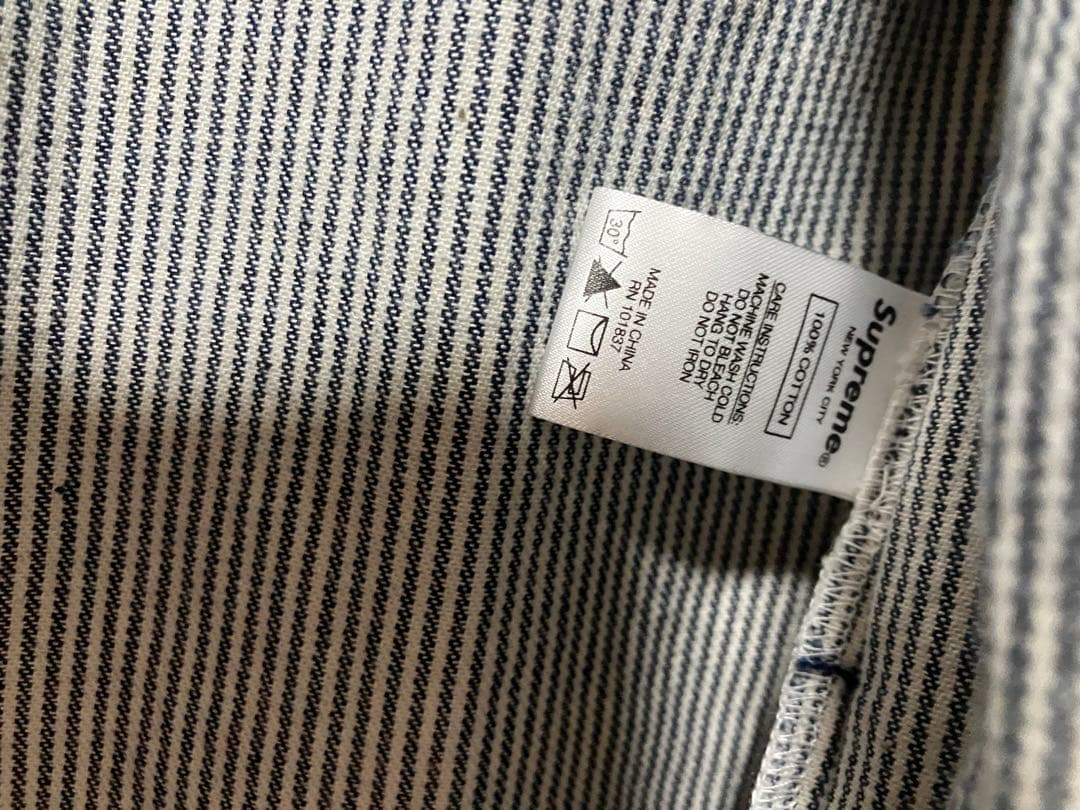 Supreme®
NEW YORK CITY
100% COTTON
CARE INSTRUCTIONS:
MACHINE WASH COLD
DO NOT BLEACH
HANG TO DRY
DO NOT IRON
MADE IN CHINA
RN 101837
30°